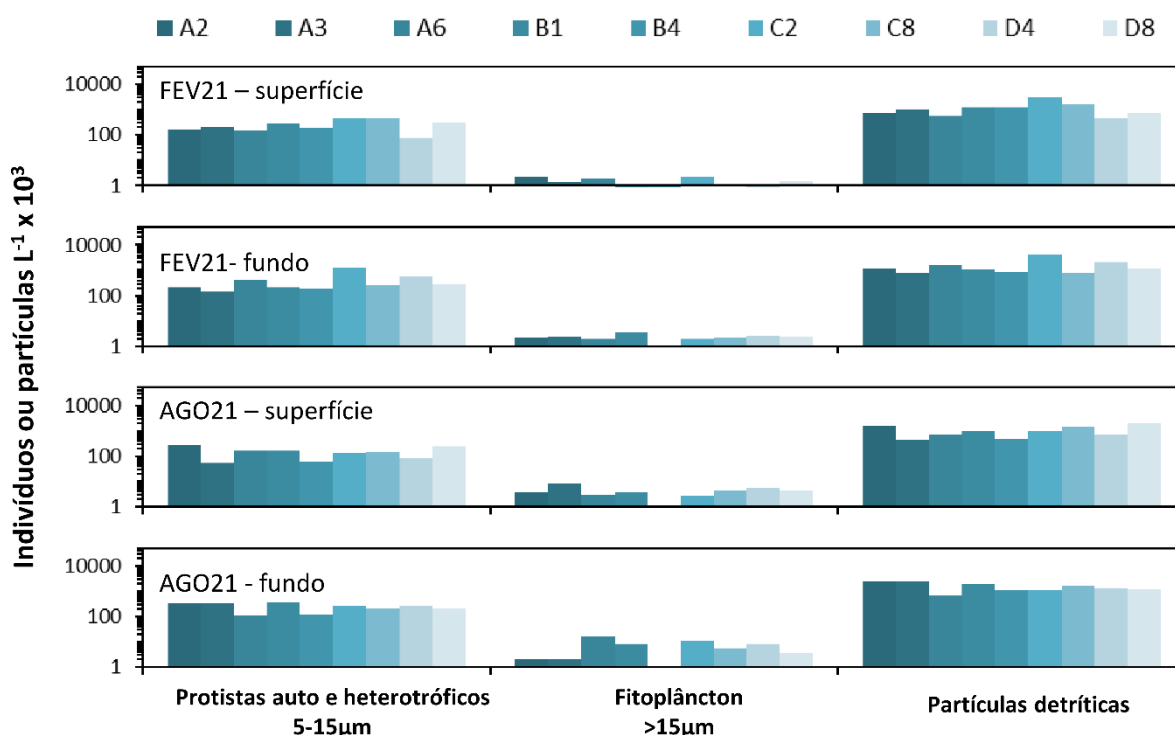 A2 A3 A6 B1 B4 C2 C8 D4 D8
Indivíduos ou partículas L⁻¹ x 10³
10000
FEV21 – superfície
100
1
10000
FEV21- fundo
100
1
10000
AGO21 – superfície
100
1
10000
AGO21 - fundo
100
1
Protistas auto e heterotróficos
5-15µm
Fitoplâncton
>15µm
Partículas detríticas